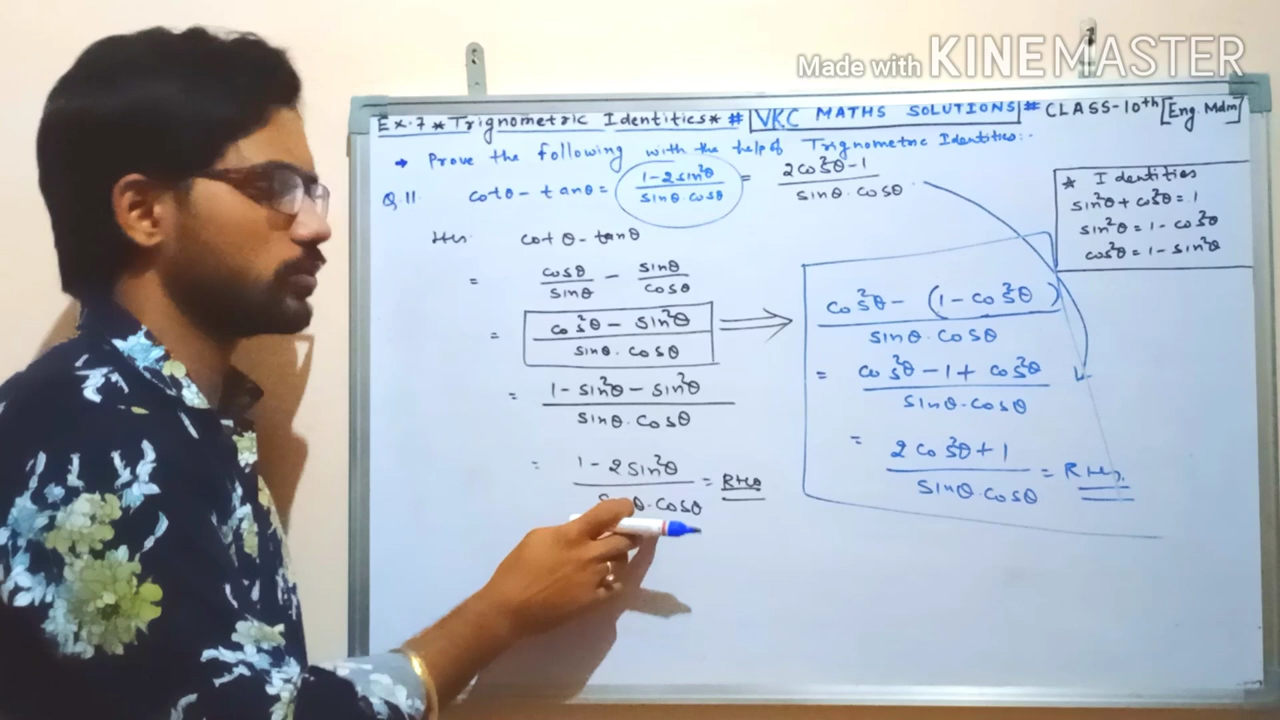 Made with KINEMASTER
Ex.7 * Trignometric Identities * # VKC MATHS SOLUTIONS # CLASS-10th [Eng. Mdm]
→ Prove the following with the help of Trignometric Identities:-
Q.11. cotθ - tanθ = (1-2sin²θ)/(sinθ.cosθ) = (2cos²θ-1)/(sinθ.cosθ)
cotθ - tanθ
= cosθ/sinθ - sinθ/cosθ
= (cos²θ - sin²θ)/(sinθ.cosθ) ⇒
= (1-sin²θ - sin²θ)/(sinθ.cosθ)
= (1-2sin²θ)/(sinθ.cosθ) = RHS
(cos²θ - (1-cos²θ))/(sinθ.cosθ)
= (cos²θ - 1 + cos²θ)/(sinθ.cosθ)
= (2cos²θ+1)/(sinθ.cosθ) = RHS.
* Identities
sin²θ + cos²θ = 1
sin²θ = 1 - cos²θ
cos²θ = 1 - sin²θ